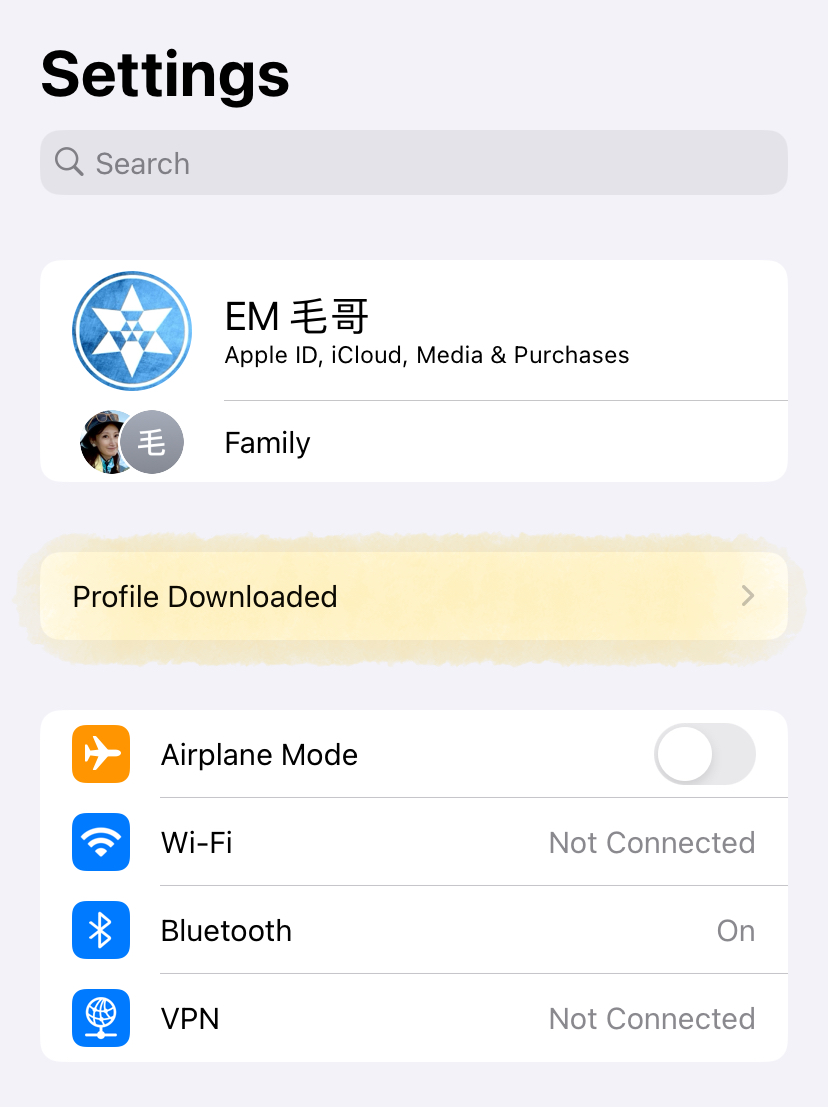 Settings
Search
EM 毛哥
Apple ID, iCloud, Media & Purchases
毛
Family
Profile Downloaded
Airplane Mode
Wi-Fi
Not Connected
Bluetooth
On
VPN
Not Connected